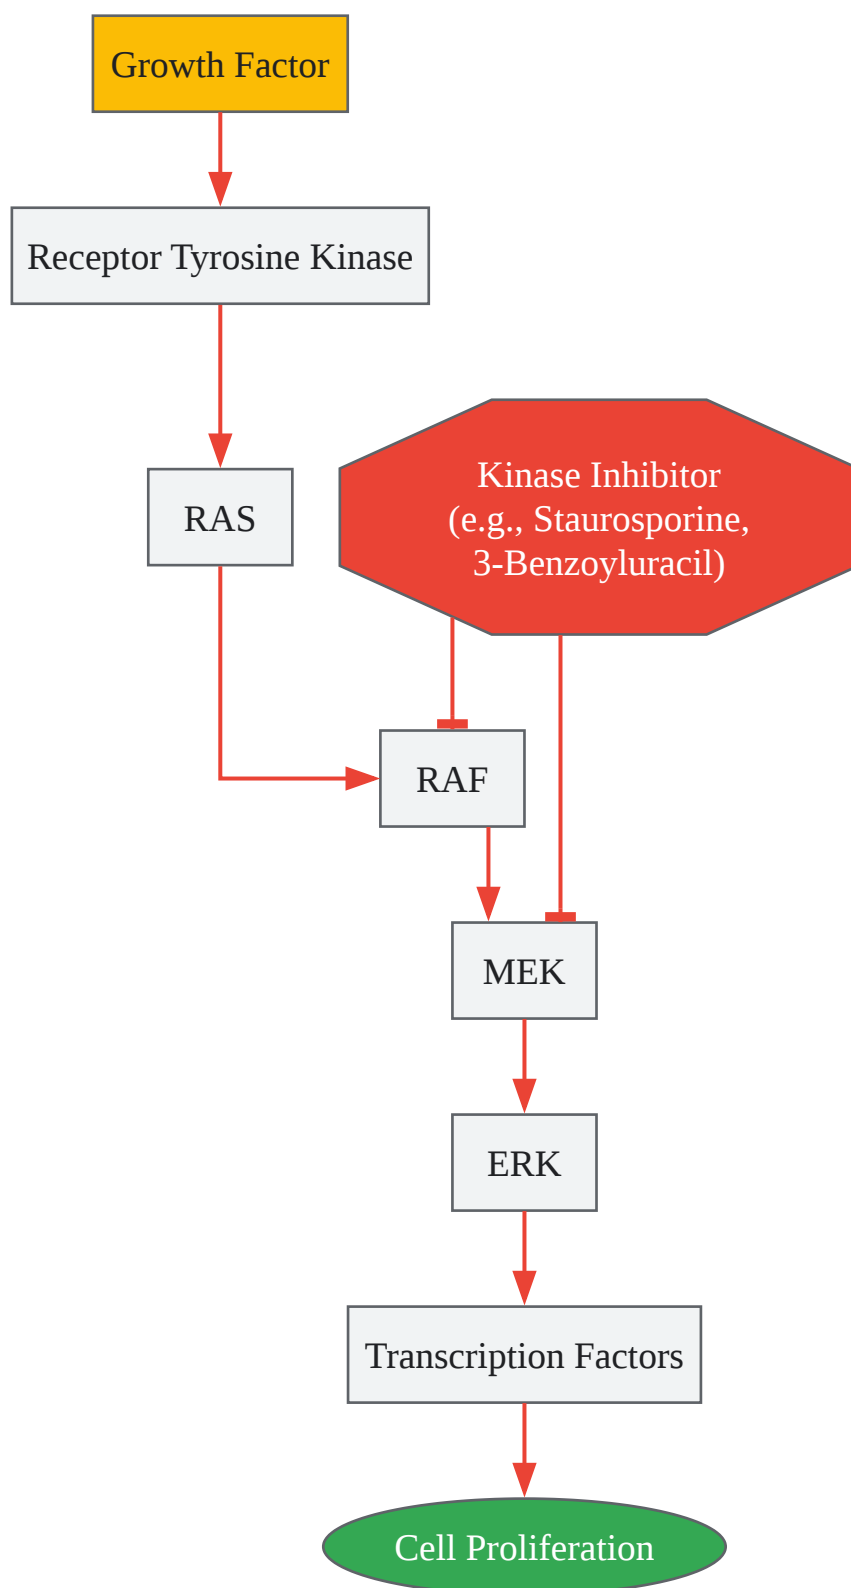 Growth Factor
Receptor Tyrosine Kinase
RAS
Kinase Inhibitor
(e.g., Staurosporine,
3-Benzoyluracil)
RAF
MEK
ERK
Transcription Factors
Cell Proliferation